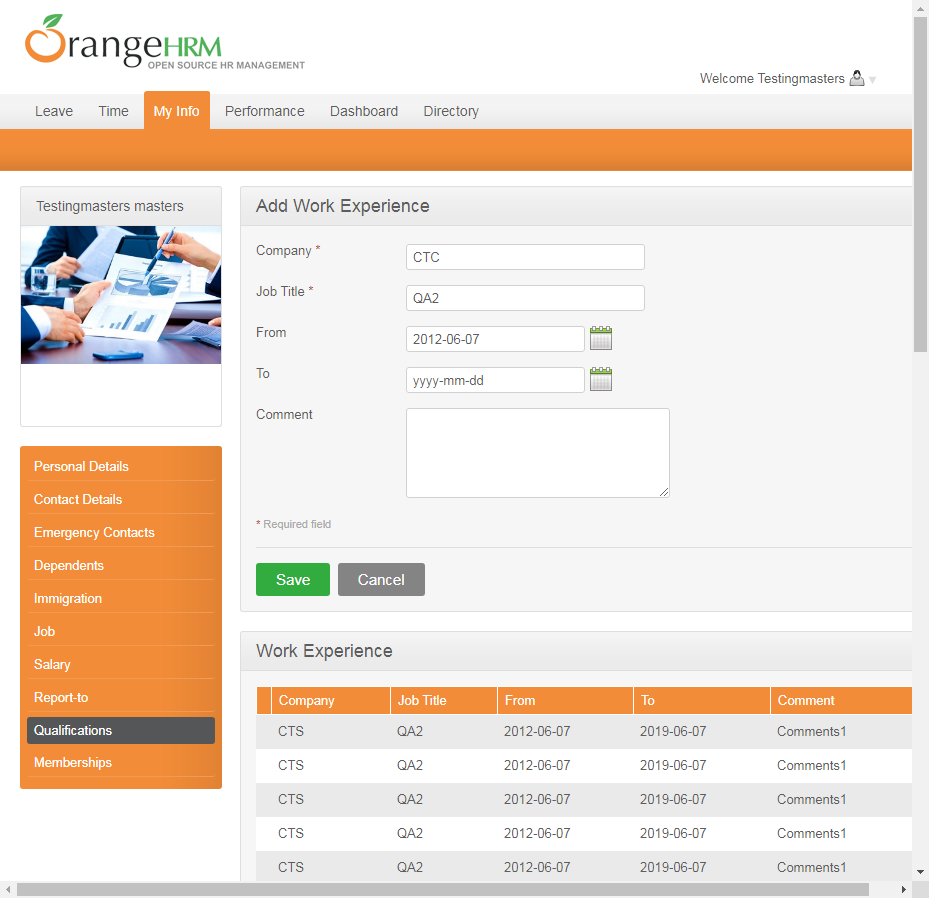 OrangeHRM
OPEN SOURCE HR MANAGEMENT
Welcome Testingmasters
Leave Time My Info Performance Dashboard Directory
Testingmasters masters
Personal Details
Contact Details
Emergency Contacts
Dependents
Immigration
Job
Salary
Report-to
Qualifications
Memberships
Add Work Experience
Company * CTC
Job Title * QA2
From 2012-06-07
To yyyy-mm-dd
Comment
* Required field
Save Cancel
Work Experience
Company Job Title From To Comment
CTS QA2 2012-06-07 2019-06-07 Comments1
CTS QA2 2012-06-07 2019-06-07 Comments1
CTS QA2 2012-06-07 2019-06-07 Comments1
CTS QA2 2012-06-07 2019-06-07 Comments1
CTS QA2 2012-06-07 2019-06-07 Comments1